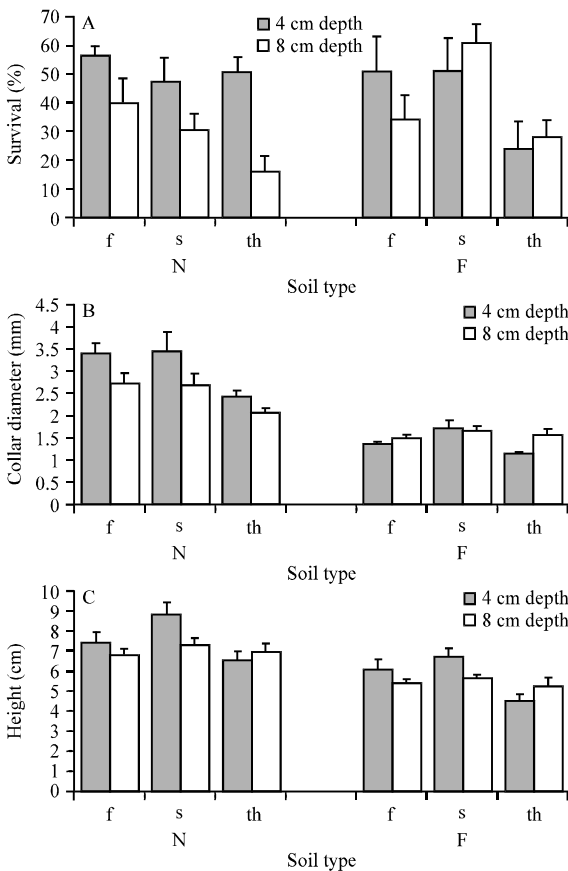 A
4 cm depth
8 cm depth
Survival (%)
70
60
50
40
30
20
10
0
f s th f s th
N F
Soil type
B
4 cm depth
8 cm depth
Collar diameter (mm)
4.5
4
3.5
3
2.5
2
1.5
1
0.5
0
f s th f s th
N F
Soil type
C
4 cm depth
8 cm depth
Height (cm)
10
9
8
7
6
5
4
3
2
1
0
f s th f s th
N F
Soil type